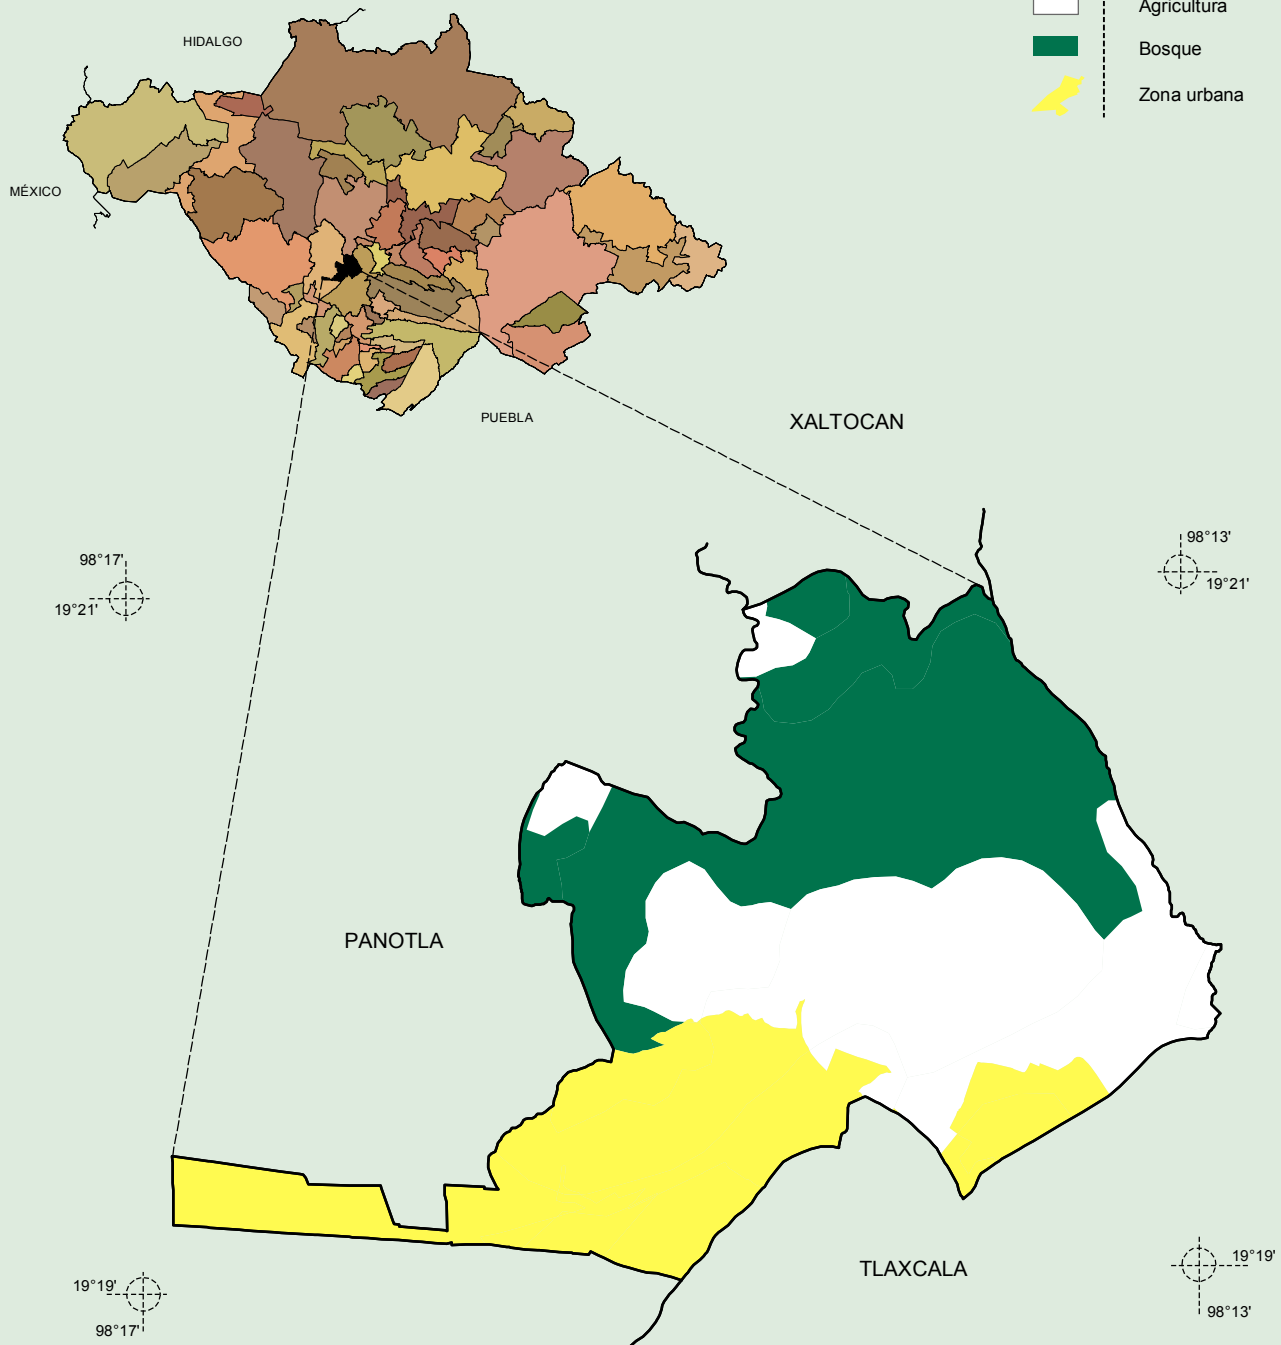 Agricultura
HIDALGO
Bosque
Zona urbana
MÉXICO
PUEBLA
XALTOCAN
98°17'
19°21'
98°13'
19°21'
PANOTLA
TLAXCALA
19°19'
98°17'
19°19'
98°13'